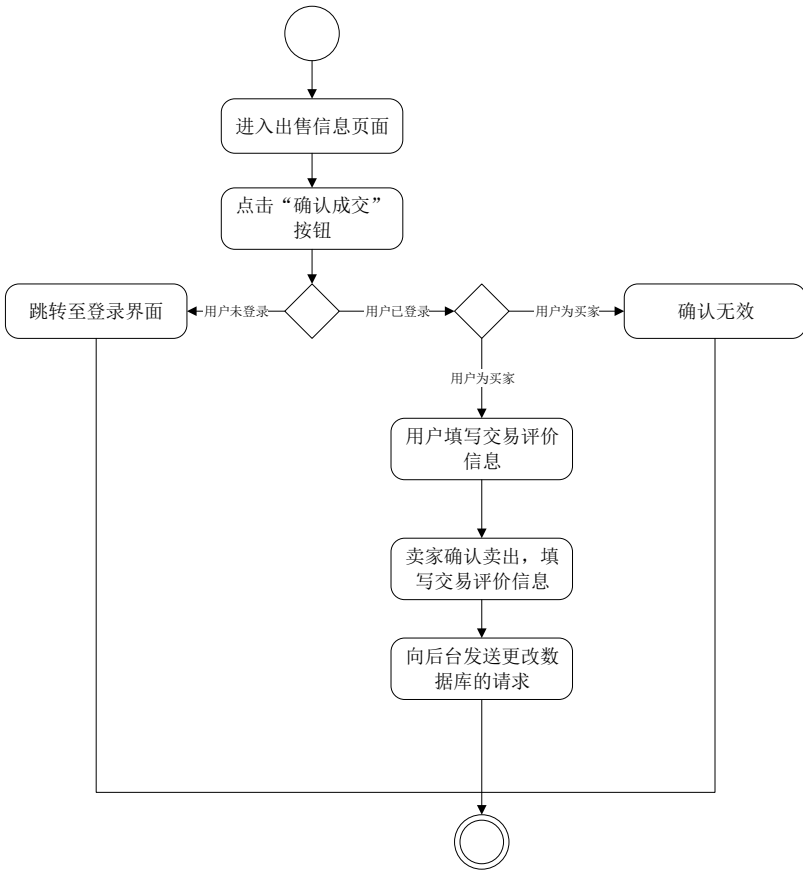 进入出售信息页面
点击“确认成交”
按钮
跳转至登录界面
用户未登录
用户已登录
用户为买家
确认无效
用户为买家
用户填写交易评价
信息
卖家确认卖出，填
写交易评价信息
向后台发送更改数
据库的请求